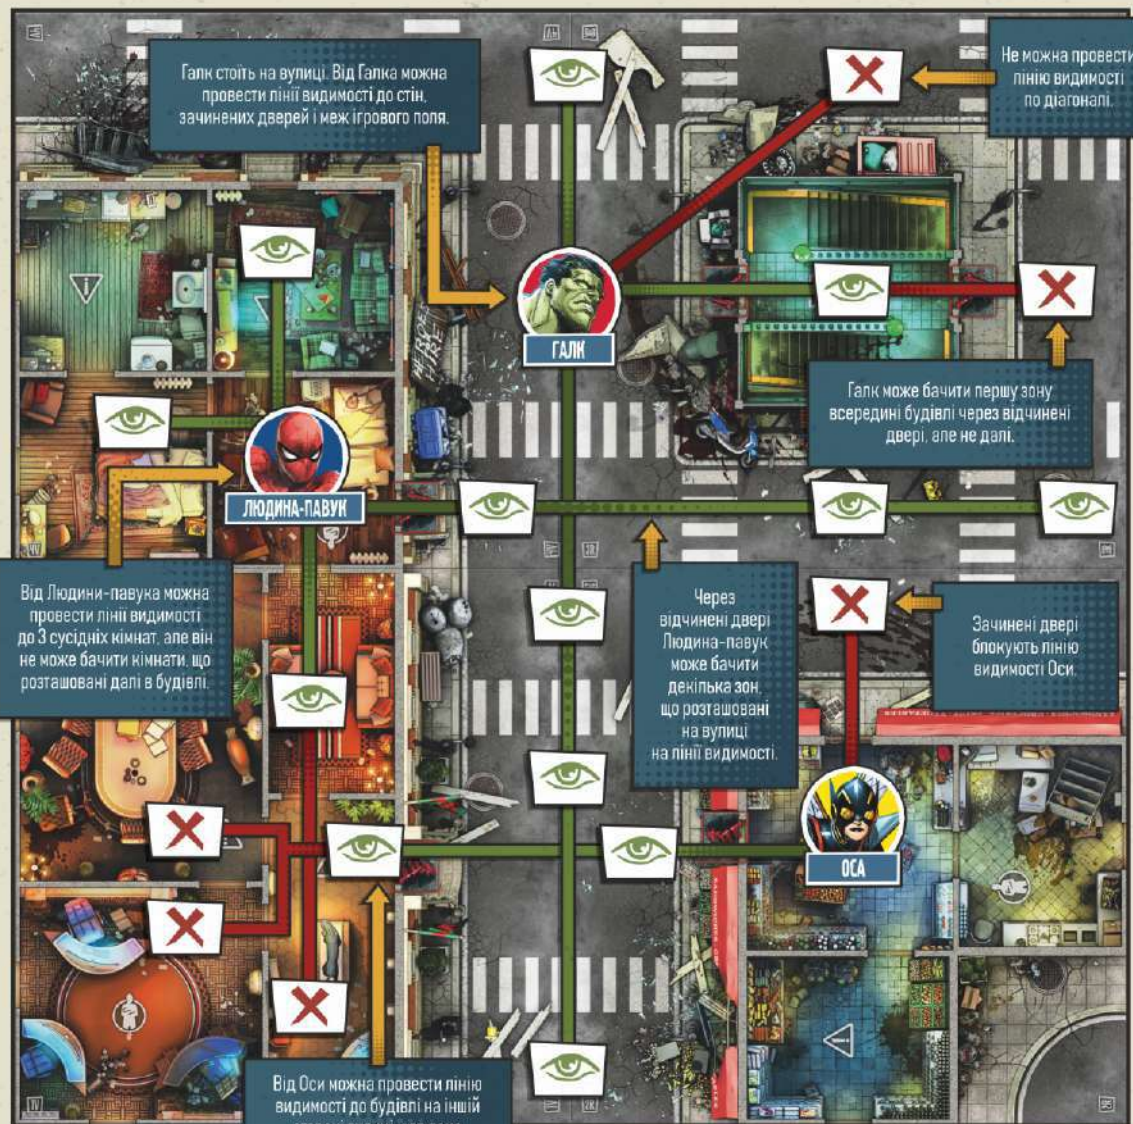 Галк стоїть на вулиці. Від Галка можна
провести лінії видимості до стін,
зачинених дверей і меж ігрового поля.
Не можна провести
лінію видимості
по діагоналі.
ГАЛК
Галк може бачити першу зону
всередині будівлі через відчинені
двері, але не далі.
ЛЮДИНА-ПАВУК
Від Людини-павука можна
провести лінії видимості
до 3 сусідніх кімнат, але він
не може бачити кімнати, що
розташовані далі в будівлі.
Через
відчинені двері
Людина-павук
може бачити
декілька зон,
що розташовані
на вулиці
на лінії видимості.
Зачинені двері
блокують лінію
видимості Оси.
ОСА
Від Оси можна провести лінію
видимості до будівлі на іншій